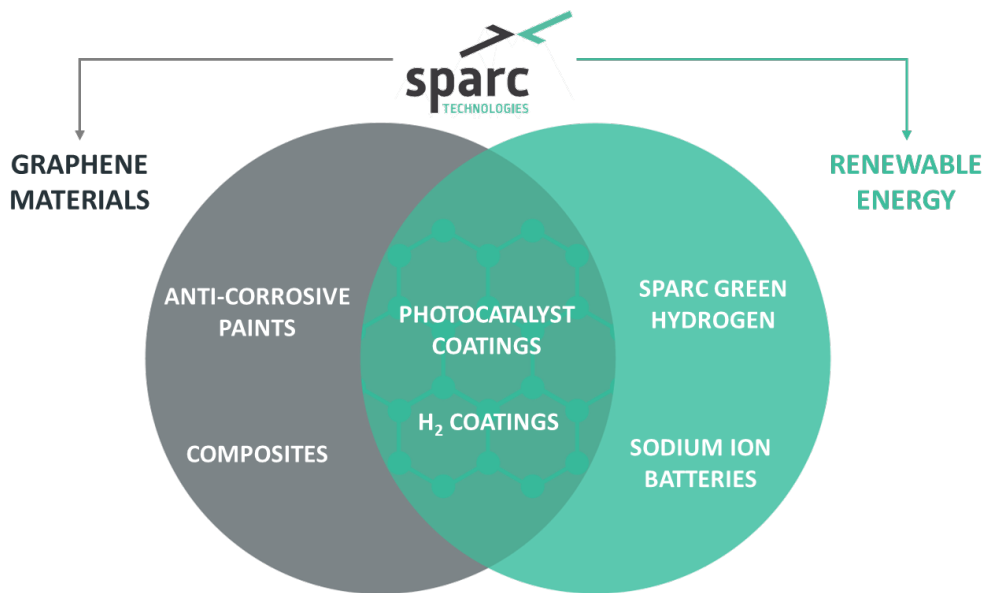 sparc
TECHNOLOGIES
GRAPHENE
MATERIALS
RENEWABLE
ENERGY
ANTI-CORROSIVE
PAINTS
COMPOSITES
PHOTOCATALYST
COATINGS
H₂ COATINGS
SPARC GREEN
HYDROGEN
SODIUM ION
BATTERIES